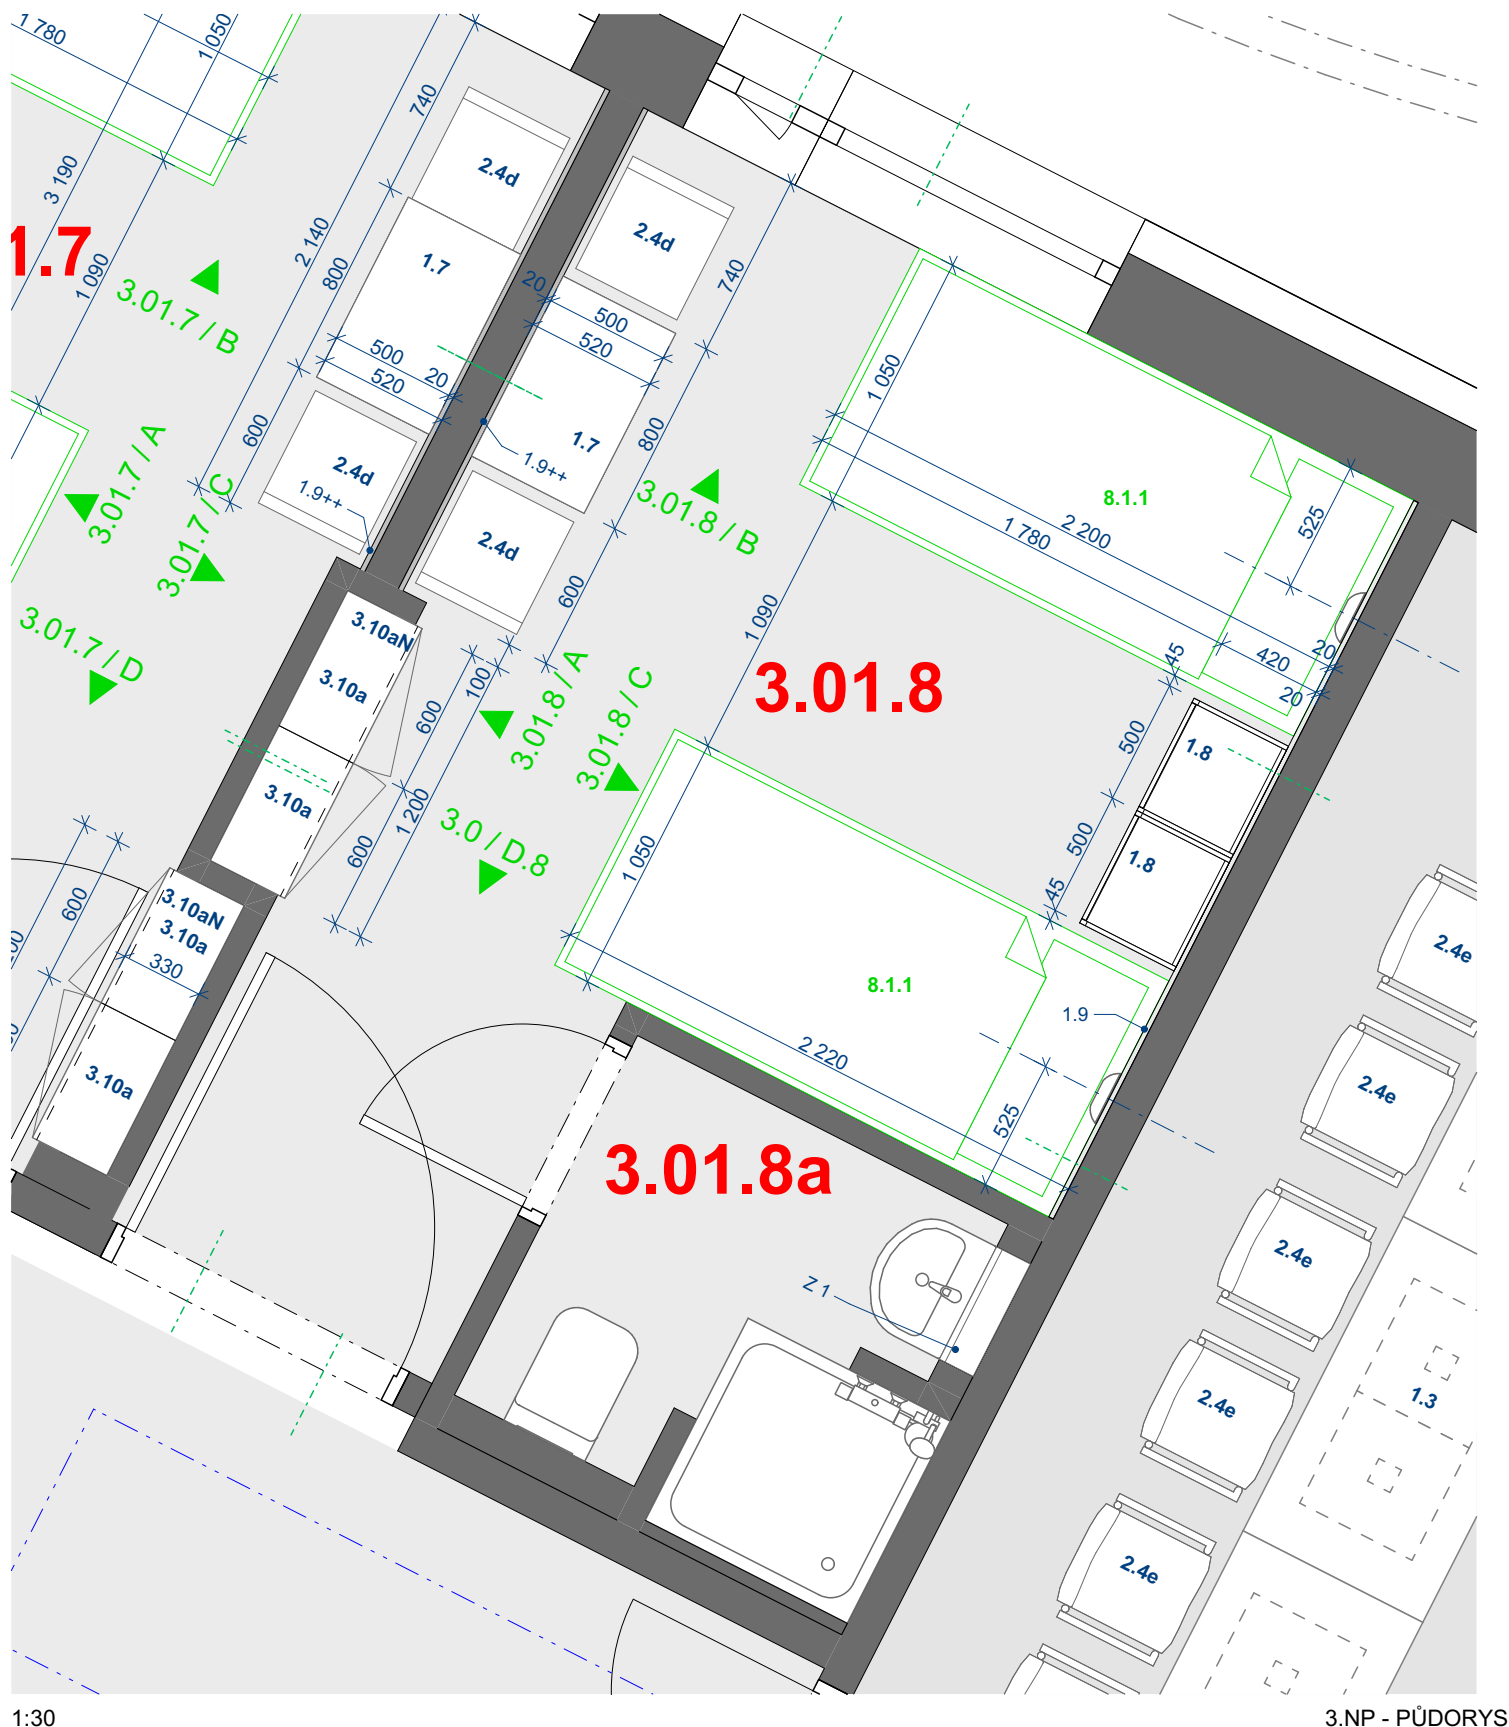 1 780
1 050
740
3 190
2.4d
2.4d
2 140
1.7
1.7
740
1 090
3.01.7 / B
800
20
500
520
500
520
20
1 050
600
800
1.7
3.01.7 / A
2.4d
1.9++
1.9++
3.01.7 / C
3.01.8 / B
8.1.1
2 200
1 780
525
2.4d
600
1 090
3.01.7 / D
3.10aN
3.10a
100
600
3.01.8 / A
3.01.8 / C
3.01.8
45
420
20
20
500
1.8
3.10a
1 200
600
3.0 / D.8
1 050
500
1.8
45
600
3.10aN
3.10a
330
2.4e
8.1.1
1.9
2 220
3.10a
2.4e
525
3.01.8a
2.4e
Z 1
2.4e
1.3
2.4e
1:30
3.NP - PŮDORYS